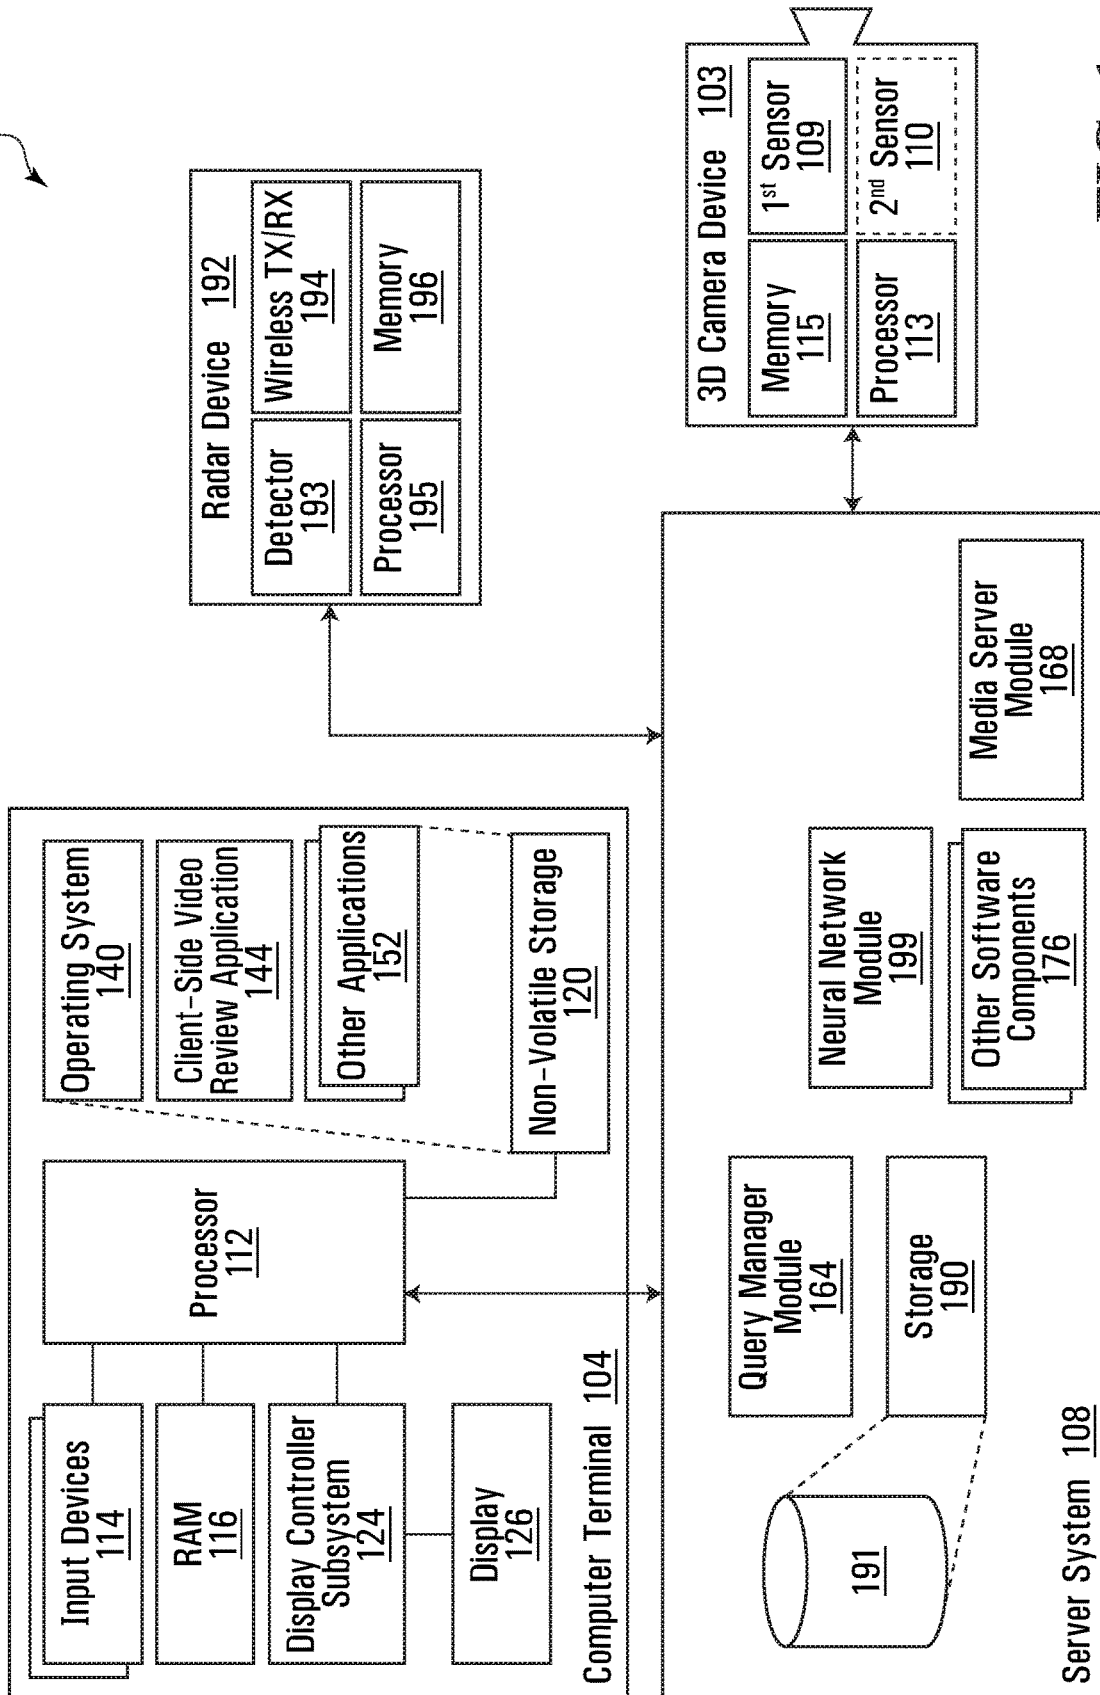 Input Devices
114
RAM
116
Display Controller
Subsystem
124
Display
126
Computer Terminal 104
Processor
112
Operating System
140
Client-Side Video
Review Application
144
Other Applications
152
Non-Volatile Storage
120
Radar Device 192
Detector
193
Wireless TX/RX
194
Processor
195
Memory
196
191
Query Manager
Module
164
Storage
190
Neural Network
Module
199
Other Software
Components
176
Media Server
Module
168
Server System 108
3D Camera Device 103
Memory
115
1st Sensor
109
Processor
113
2nd Sensor
110